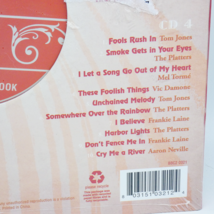 CD 4
Fools Rush In Tom Jones
Smoke Gets in Your Eyes
The Platters
I Let a Song Go Out of My Heart
Mel Tormé
These Foolish Things Vic Damone
Unchained Melody Tom Jones
Somewhere Over the Rainbow The Platters
I Believe Frankie Laine
Harbor Lights The Platters
Don't Fence Me In Frankie Laine
Cry Me a River Aaron Neville
OOK